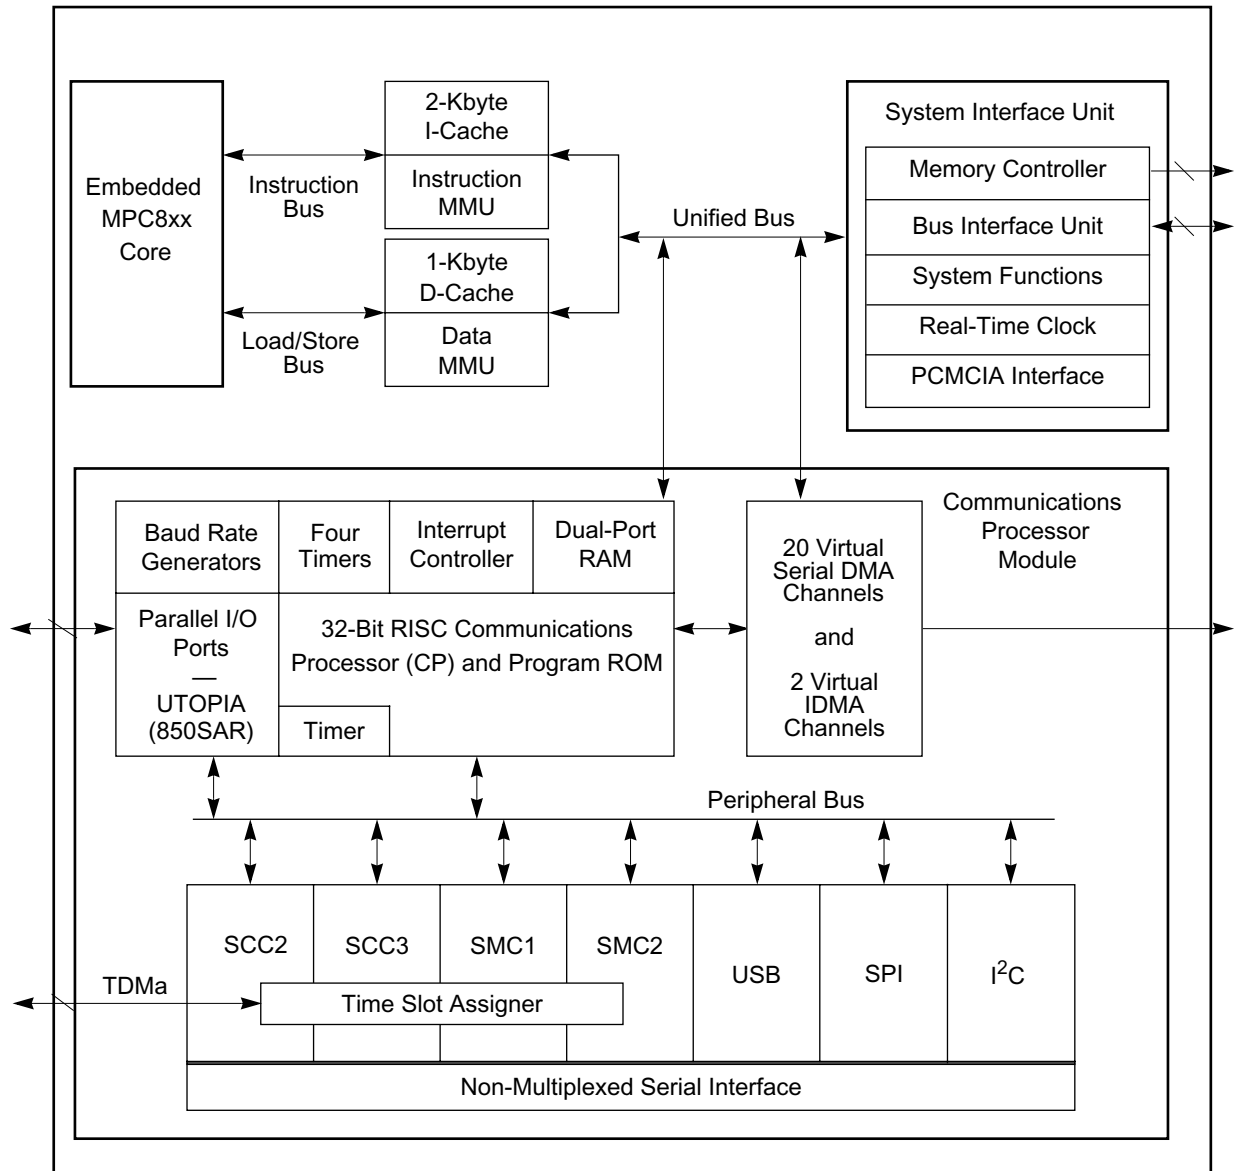 2-Kbyte
I-Cache
Instruction
MMU
Embedded
MPC8xx
Core
Instruction
Bus
1-Kbyte
D-Cache
Data
MMU
Load/Store
Bus
Unified Bus
System Interface Unit
Memory Controller
Bus Interface Unit
System Functions
Real-Time Clock
PCMCIA Interface
Communications
Processor
Module
Baud Rate
Generators
Four
Timers
Interrupt
Controller
Dual-Port
RAM
Parallel I/O
Ports
—
UTOPIA
(850SAR)
32-Bit RISC Communications
Processor (CP) and Program ROM
Timer
20 Virtual
Serial DMA
Channels
and
2 Virtual
IDMA
Channels
Peripheral Bus
SCC2
SCC3
SMC1
SMC2
USB
SPI
I²C
TDMa
Time Slot Assigner
Non-Multiplexed Serial Interface